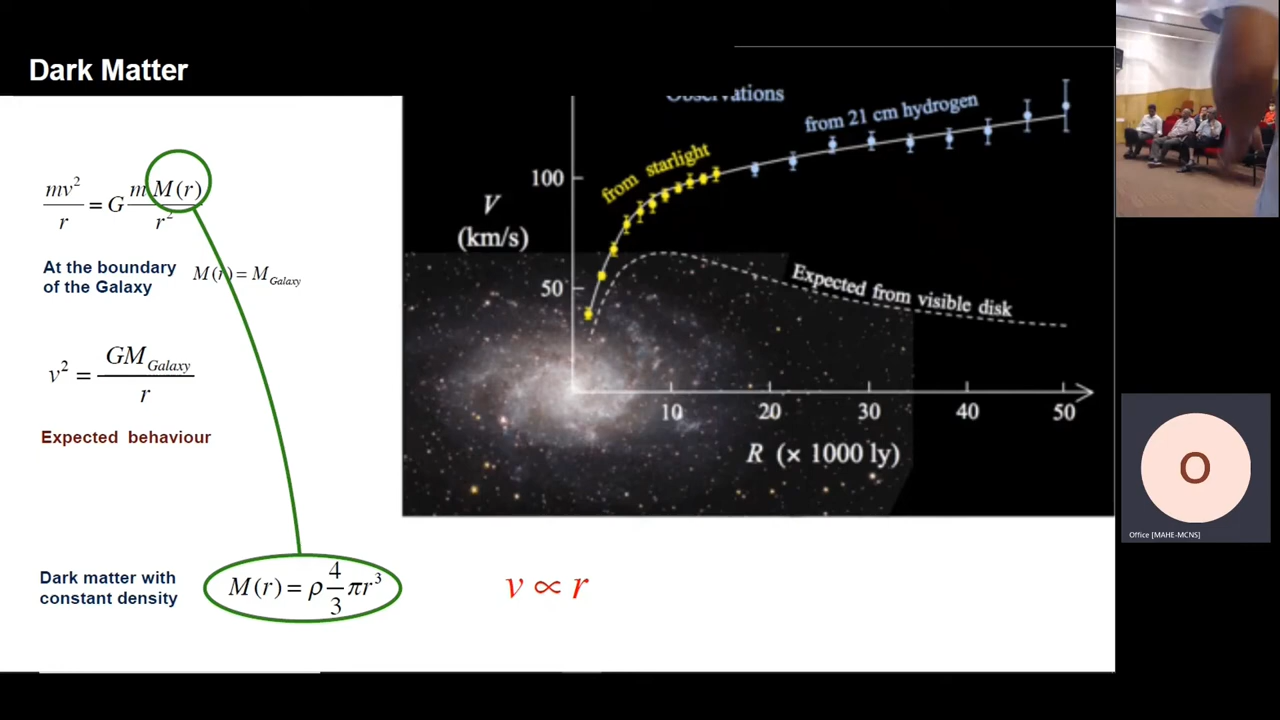 Dark Matter
mv²/r = G m M(r)/r²
At the boundary
of the Galaxy
M(r) = M_Galaxy
v² = GM_Galaxy/r
Expected behaviour
Dark matter with
constant density
M(r) = ρ 4/3 πr³
v ∝ r
Observations
from starlight
from 21 cm hydrogen
Expected from visible disk
V
(km/s)
100
50
10 20 30 40 50
R (× 1000 ly)
O
Office [MAHE-MCNS]